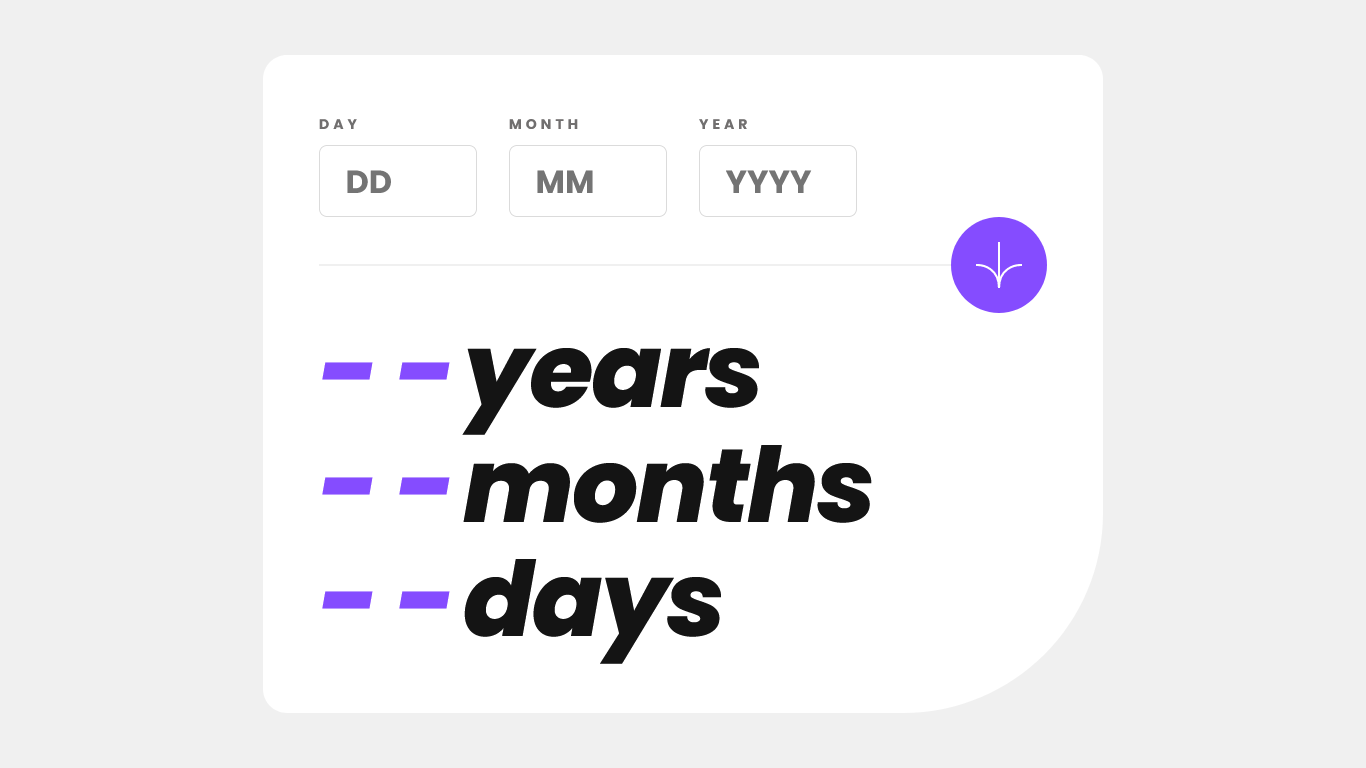 DAY MONTH YEAR
DD MM YYYY
- - years
- - months
- - days